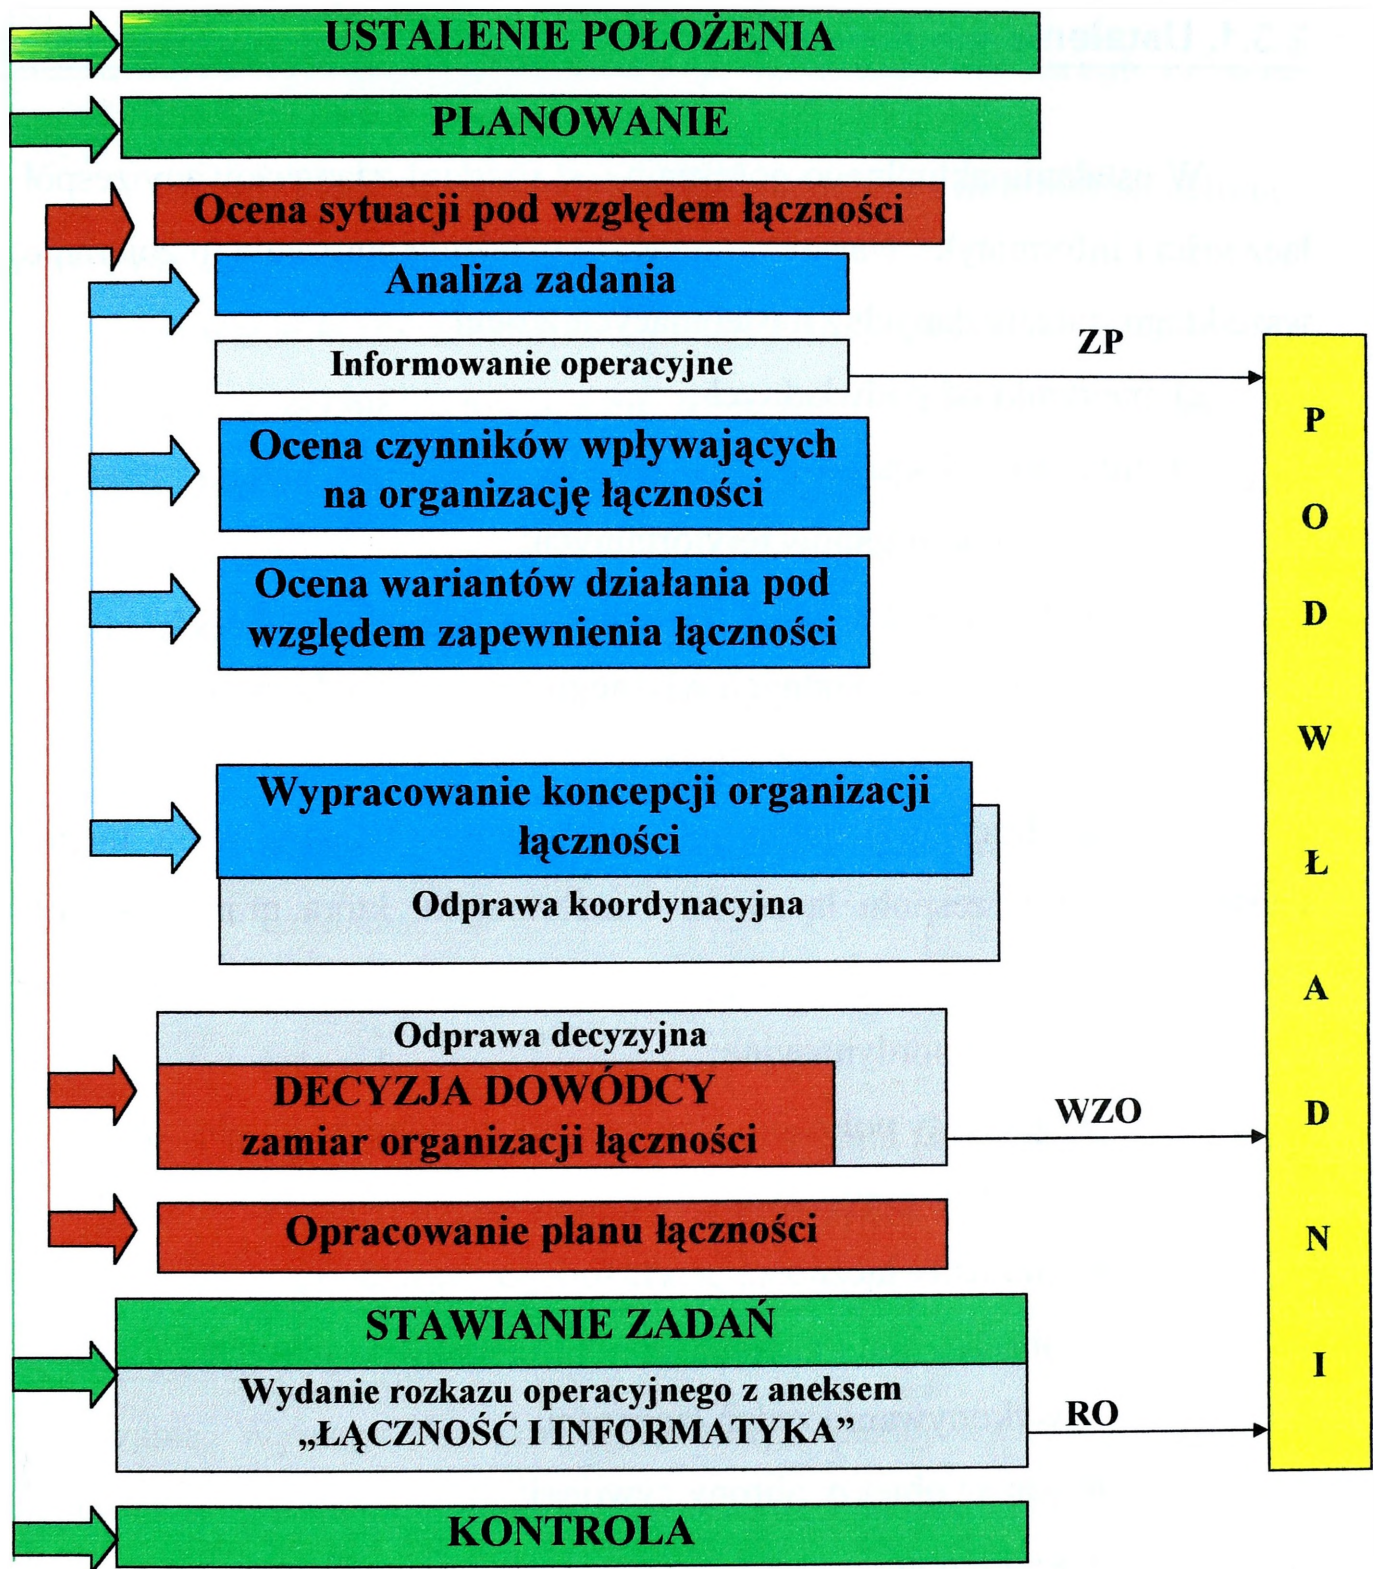 USTALENIE POŁOŻENIA
PLANOWANIE
Ocena sytuacji pod względem łączności
Analiza zadania
Informowanie operacyjne
ZP
Ocena czynników wpływających
na organizację łączności
Ocena wariantów działania pod
względem zapewnienia łączności
Wypracowanie koncepcji organizacji
łączności
Odprawa koordynacyjna
Odprawa decyzyjna
DECYZJA DOWÓDCY
zamiar organizacji łączności
WZO
Opracowanie planu łączności
STAWIANIE ZADAŃ
Wydanie rozkazu operacyjnego z aneksem
„ŁĄCZNOŚĆ I INFORMATYKA”
RO
KONTROLA
P
O
D
W
Ł
A
D
N
I